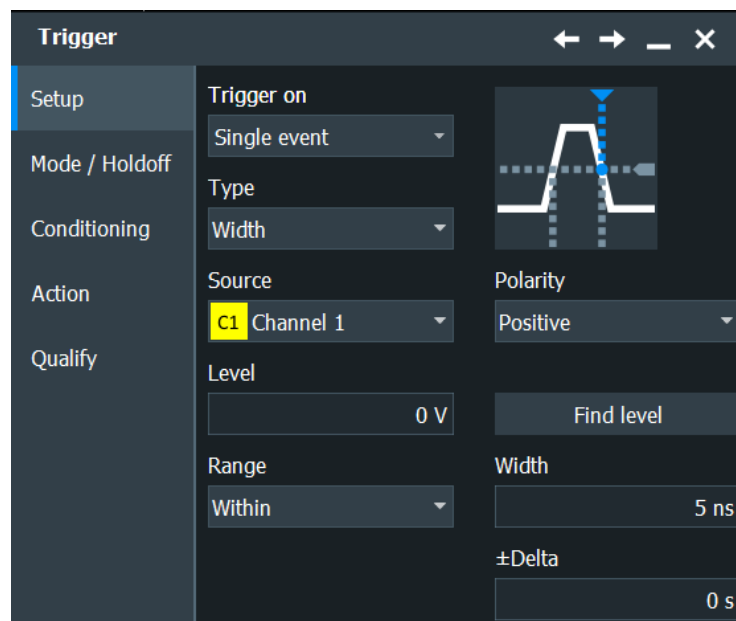 Trigger
Setup
Mode / Holdoff
Conditioning
Action
Qualify
Trigger on
Single event
Type
Width
Source
C1 Channel 1
Polarity
Positive
Level
0 V
Find level
Range
Within
Width
5 ns
±Delta
0 s